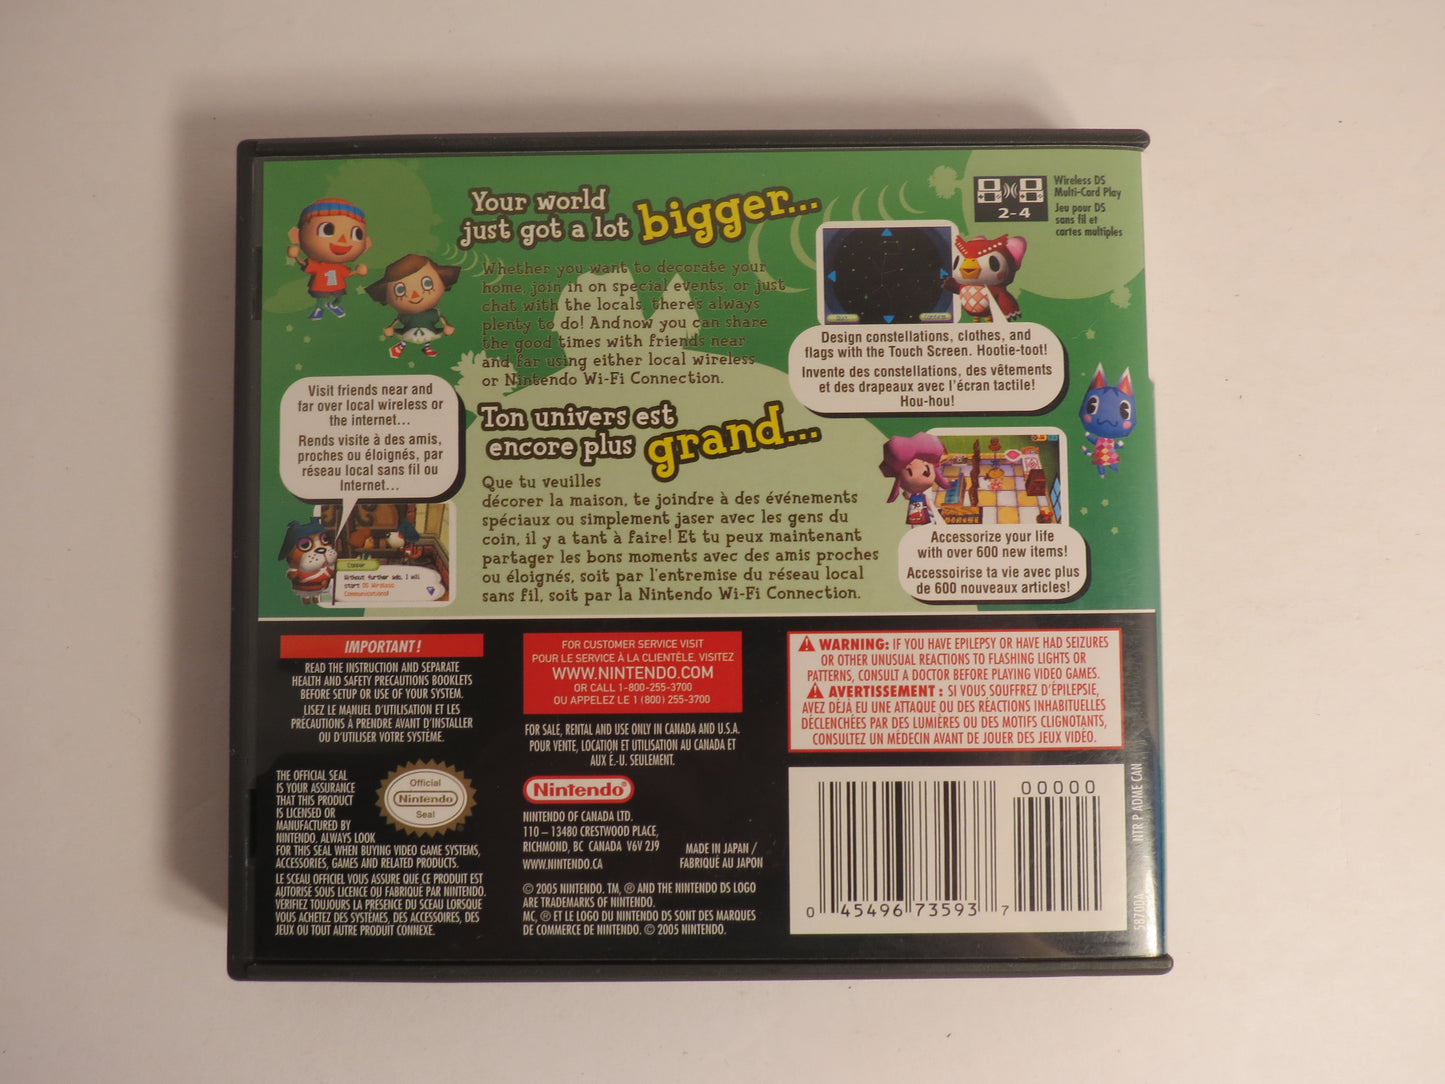 Your world
just got a lot bigger...
Whether you want to decorate your
home, join in on special events, or just
chat with the locals, there's always
plenty to do! And now you can share
the good times with friends near
and far using either local wireless
or Nintendo Wi-Fi Connection.
Ton univers est
encore plus grand...
Que tu veuilles
décorer la maison, te joindre à des événements
spéciaux ou simplement jaser avec les gens du
coin, il y a tant à faire! Et tu peux maintenant
partager les bons moments avec des amis proches
ou éloignés, soit par l'entremise du réseau local
sans fil, soit par la Nintendo Wi-Fi Connection.
1
Visit friends near and
far over local wireless or
the internet...
Rends visite à des amis,
proches ou éloignés, par
réseau local sans fil ou
Internet...
Copper
Without further ado, I will
start DS Wireless
Communications!
2-4
Wireless DS
Multi-Card Play
Jeu pour DS
sans fil et
cartes multiples
Design constellations, clothes, and
flags with the Touch Screen. Hootie-toot!
Invente des constellations, des vêtements
et des drapeaux avec l'écran tactile!
Hou-hou!
Accessorize your life
with over 600 new items!
Accessoirise ta vie avec plus
de 600 nouveaux articles!
IMPORTANT!
READ THE INSTRUCTION AND SEPARATE
HEALTH AND SAFETY PRECAUTIONS BOOKLETS
BEFORE SETUP OR USE OF YOUR SYSTEM.
LISEZ LE MANUEL D'UTILISATION ET LES
PRÉCAUTIONS À PRENDRE AVANT D'INSTALLER
OU D'UTILISER VOTRE SYSTÈME.
THE OFFICIAL SEAL
IS YOUR ASSURANCE
THAT THIS PRODUCT
IS LICENSED OR
MANUFACTURED BY
NINTENDO. ALWAYS LOOK
FOR THIS SEAL WHEN BUYING VIDEO GAME SYSTEMS,
ACCESSORIES, GAMES AND RELATED PRODUCTS.
Official
Nintendo
Seal
LE SCEAU OFFICIEL VOUS ASSURE QUE CE PRODUIT EST
AUTORISÉ SOUS LICENCE OU FABRIQUÉ PAR NINTENDO.
VERIFIEZ TOUJOURS LA PRESENCE DU SCEAU LORSQUE
VOUS ACHETEZ DES SYSTÈMES, DES ACCESSOIRES, DES
JEUX OU TOUT AUTRE PRODUIT CONNEXE.
FOR CUSTOMER SERVICE VISIT
POUR LE SERVICE À LA CLIENTÈLE, VISITEZ
WWW.NINTENDO.COM
OR CALL 1-800-255-3700
OU APPELEZ LE 1 (800) 255-3700
FOR SALE, RENTAL AND USE ONLY IN CANADA AND U.S.A.
POUR VENTE, LOCATION ET UTILISATION AU CANADA ET
AUX É.-U. SEULEMENT.
Nintendo®
NINTENDO OF CANADA LTD.
110 – 13480 CRESTWOOD PLACE,
RICHMOND, BC CANADA V6V 2J9
WWW.NINTENDO.CA
MADE IN JAPAN /
FABRIQUÉ AU JAPON
© 2005 NINTENDO. TM, ® AND THE NINTENDO DS LOGO
ARE TRADEMARKS OF NINTENDO.
MC, ® ET LE LOGO DU NINTENDO DS SONT DES MARQUES
DE COMMERCE DE NINTENDO. © 2005 NINTENDO.
WARNING: IF YOU HAVE EPILEPSY OR HAVE HAD SEIZURES
OR OTHER UNUSUAL REACTIONS TO FLASHING LIGHTS OR
PATTERNS, CONSULT A DOCTOR BEFORE PLAYING VIDEO GAMES.
AVERTISSEMENT : SI VOUS SOUFFREZ D'ÉPILEPSIE,
AVEZ DÉJÀ EU UNE ATTAQUE OU DES RÉACTIONS INHABITUELLES
DÉCLENCHÉES PAR DES LUMIÈRES OU DES MOTIFS CLIGNOTANTS,
CONSULTEZ UN MÉDECIN AVANT DE JOUER DES JEUX VIDÉO.
00000
0 45496 73593 7
NTR P ADME CAN
58700A